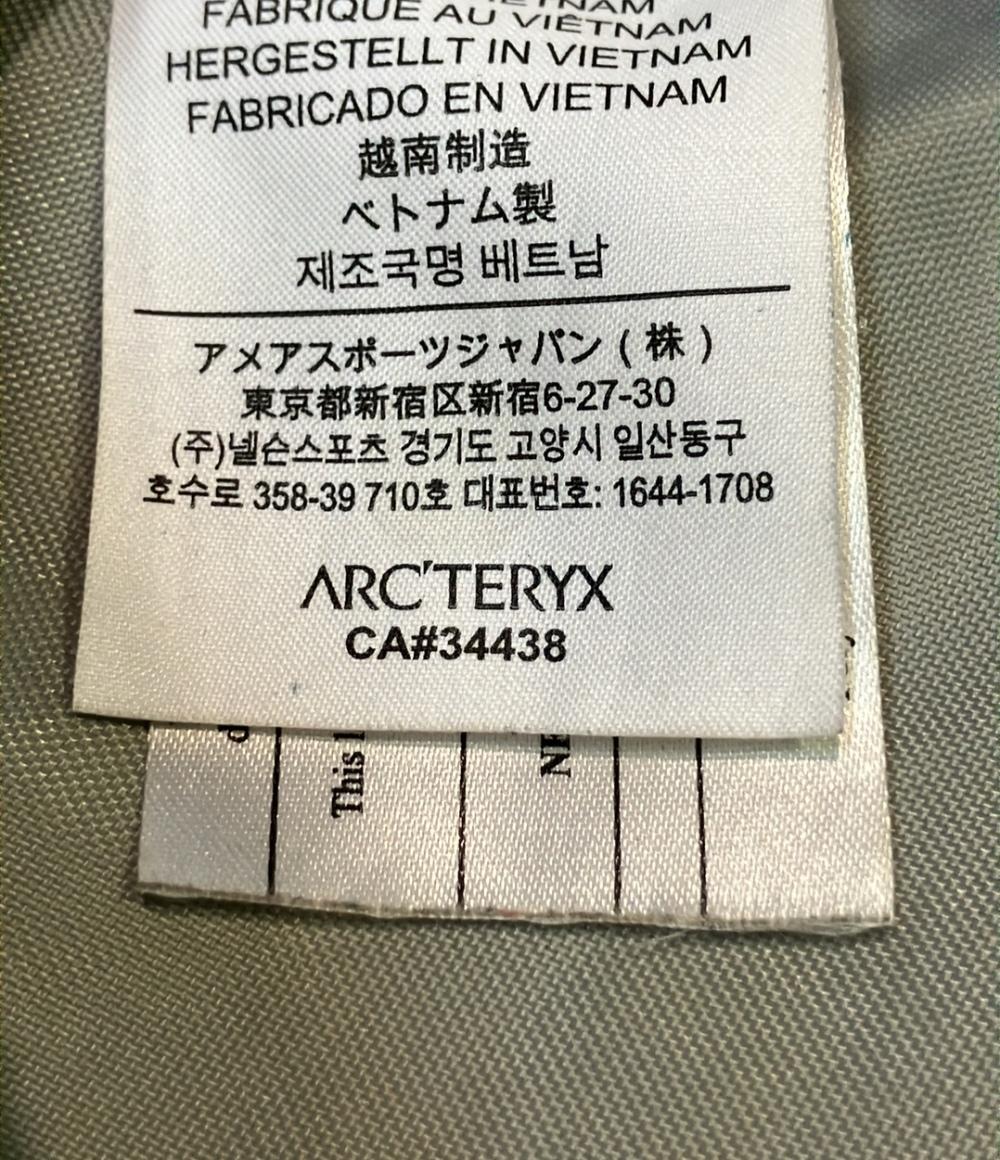 VIETNAM
FABRIQUÉ AU VIÊTNAM
HERGESTELLT IN VIETNAM
FABRICADO EN VIETNAM
越南制造
ベトナム製
제조국명 베트남
アメアスポーツジャパン ( 株 )
東京都新宿区新宿6-27-30
(주)넬슨스포츠 경기도 고양시 일산동구
호수로 358-39 710호 대표번호: 1644-1708
ARC'TERYX
CA#34438
This